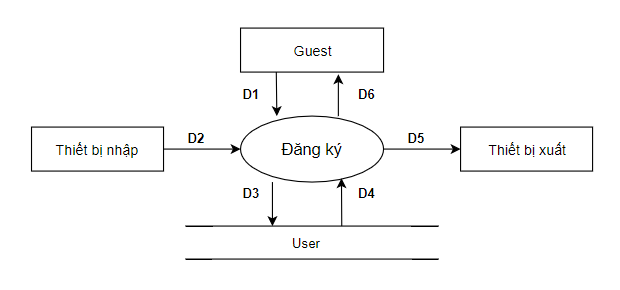 Guest
D1
D6
Thiết bị nhập
D2
Đăng ký
D5
Thiết bị xuất
D3
D4
User